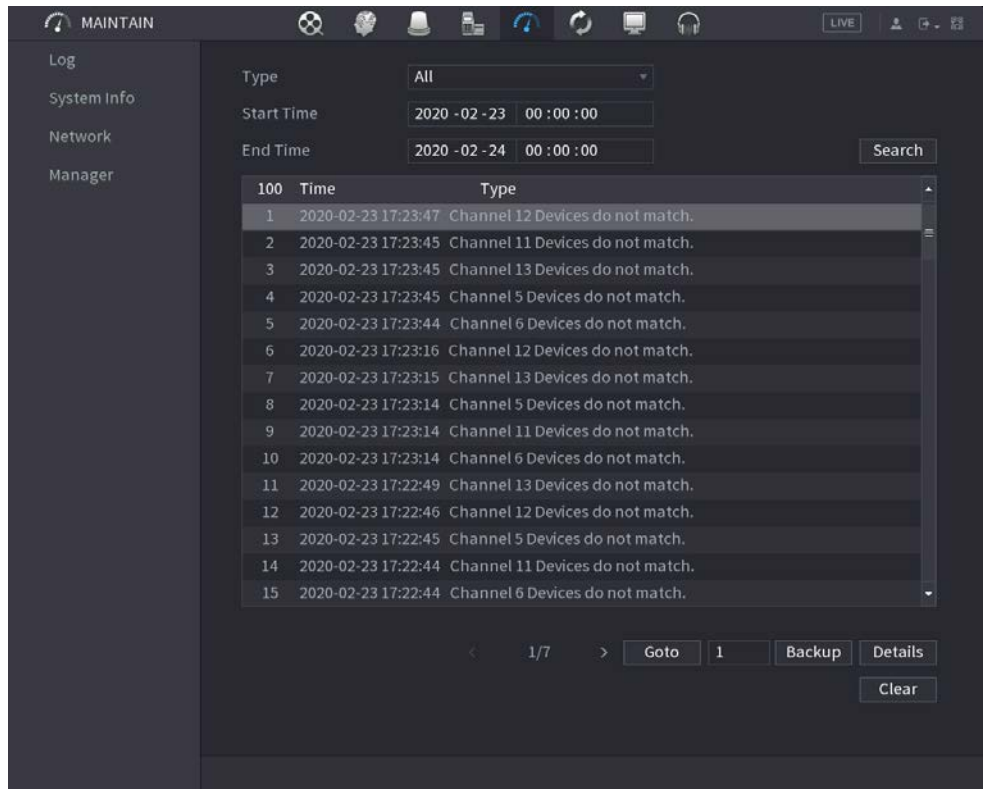 MAINTAIN LIVE
Log
System Info
Network
Manager
Type All
Start Time 2020 -02 -23 00 :00 :00
End Time 2020 -02 -24 00 :00 :00 Search
100 Time Type
1 2020-02-23 17:23:47 Channel 12 Devices do not match.
2 2020-02-23 17:23:45 Channel 11 Devices do not match.
3 2020-02-23 17:23:45 Channel 13 Devices do not match.
4 2020-02-23 17:23:45 Channel 5 Devices do not match.
5 2020-02-23 17:23:44 Channel 6 Devices do not match.
6 2020-02-23 17:23:16 Channel 12 Devices do not match.
7 2020-02-23 17:23:15 Channel 13 Devices do not match.
8 2020-02-23 17:23:14 Channel 5 Devices do not match.
9 2020-02-23 17:23:14 Channel 11 Devices do not match.
10 2020-02-23 17:23:14 Channel 6 Devices do not match.
11 2020-02-23 17:22:49 Channel 13 Devices do not match.
12 2020-02-23 17:22:46 Channel 12 Devices do not match.
13 2020-02-23 17:22:45 Channel 5 Devices do not match.
14 2020-02-23 17:22:44 Channel 11 Devices do not match.
15 2020-02-23 17:22:44 Channel 6 Devices do not match.
< 1/7 > Goto 1 Backup Details
Clear